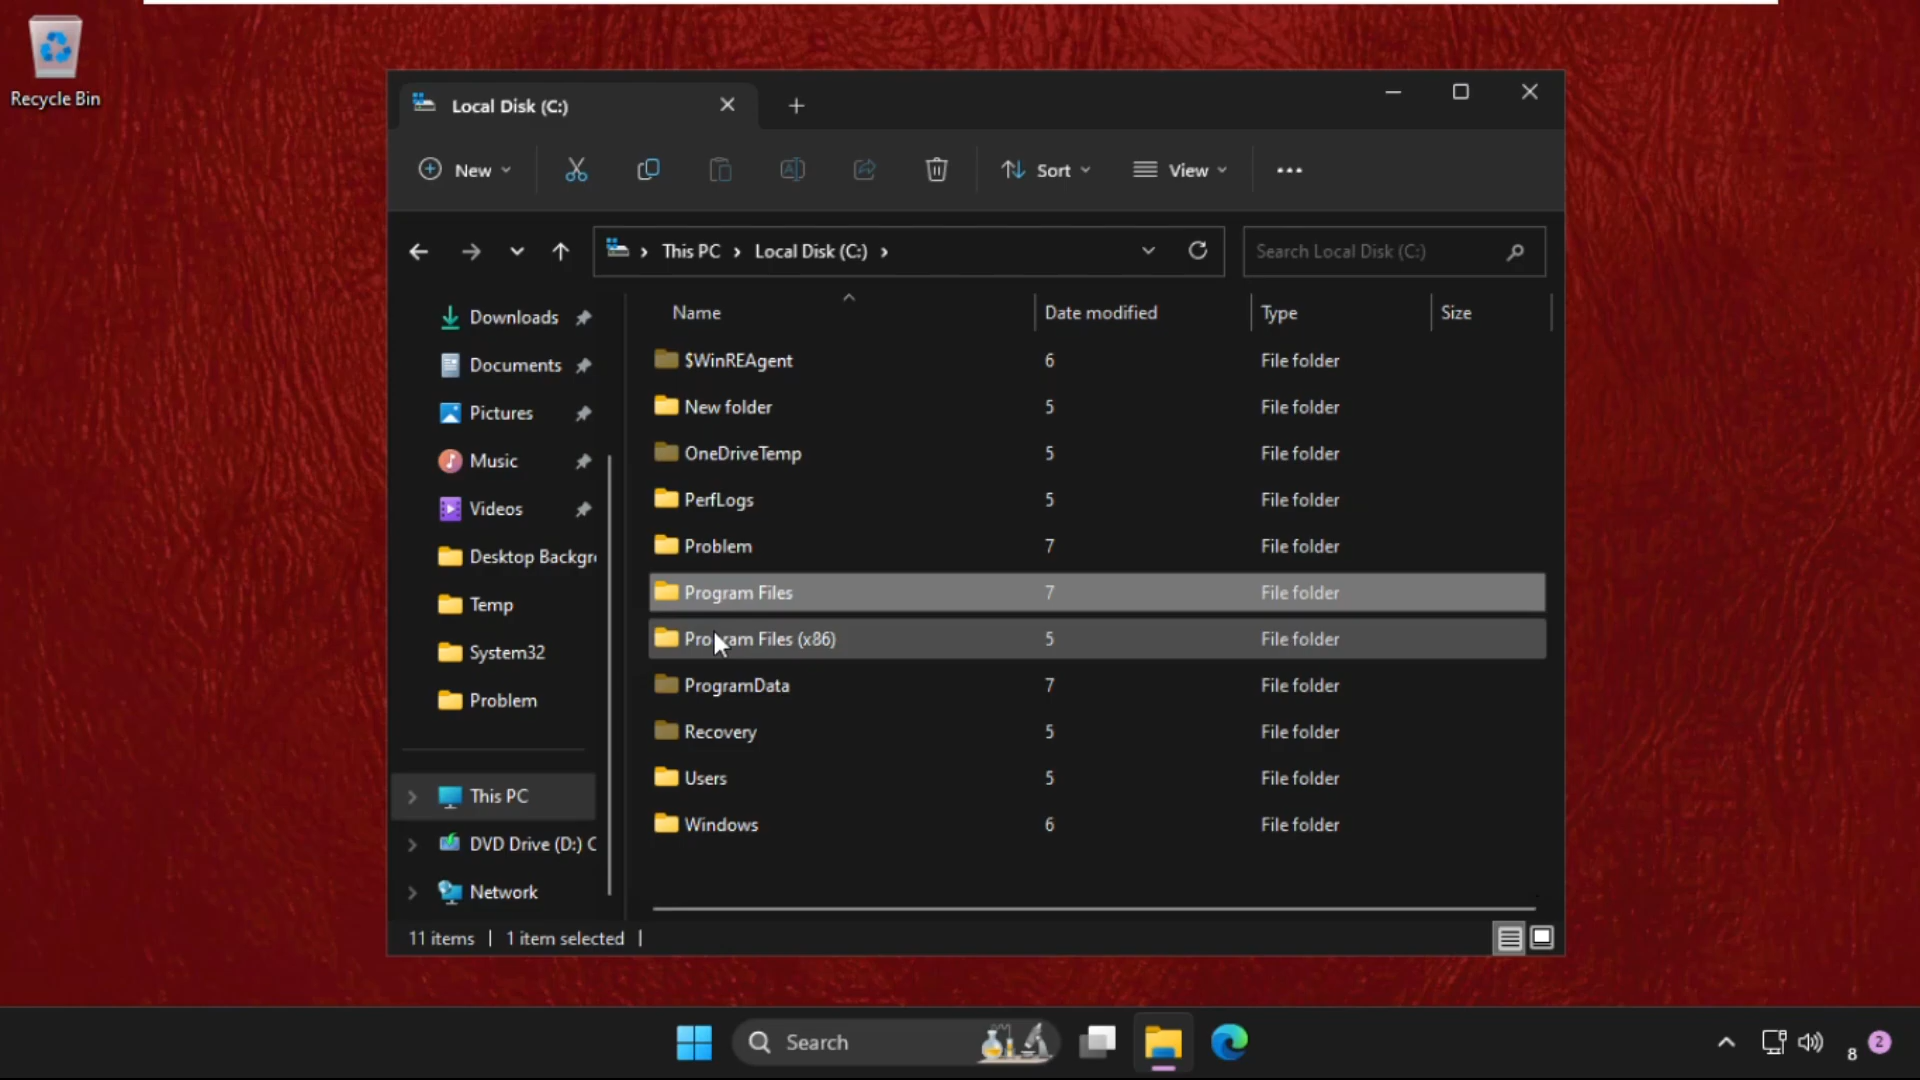 Recycle Bin
Local Disk (C:)
New
Sort
View
This PC
Local Disk (C:)
Search Local Disk (C:)
Name Date modified Type Size
Downloads
Documents
Pictures
Music
Videos
Desktop Backgr
Temp
System32
Problem
This PC
DVD Drive (D:) C
Network
$WinREAgent 6 File folder
New folder 5 File folder
OneDriveTemp 5 File folder
PerfLogs 5 File folder
Problem 7 File folder
Program Files 7 File folder
Program Files (x86) 5 File folder
ProgramData 7 File folder
Recovery 5 File folder
Users 5 File folder
Windows 6 File folder
11 items 1 item selected
Search
8 2